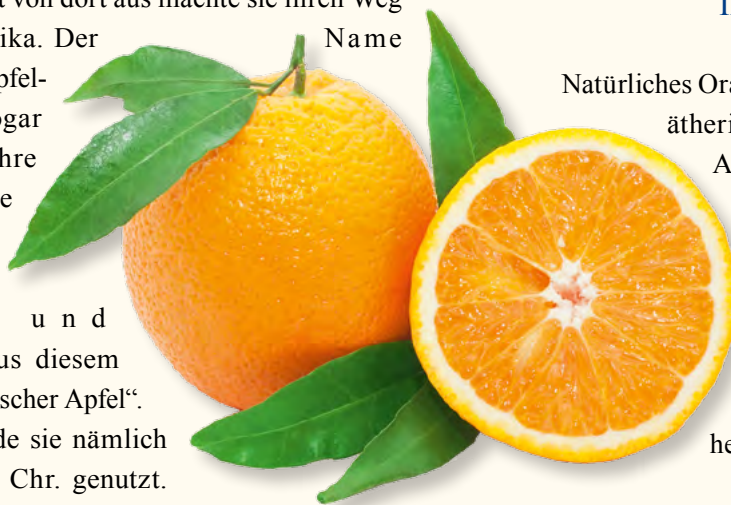 von dort aus machte sie ihren Weg
ika. Der Name
pfel-
ogar
hre
e
u n d
us diesem
scher Apfel“.
de sie nämlich
Chr. genutzt.
Natürliches Ora
ätheri
A
he